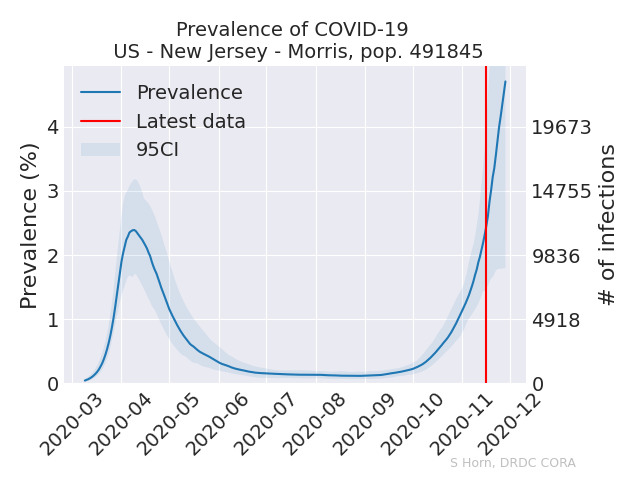 Prevalence of COVID-19
US - New Jersey - Morris, pop. 491845
Prevalence
Latest data
95CI
Prevalence (%)
4
3
2
1
0
19673
14755
9836
4918
0
# of infections
2020-03
2020-04
2020-05
2020-06
2020-07
2020-08
2020-09
2020-10
2020-11
2020-12
S Horn, DRDC CORA